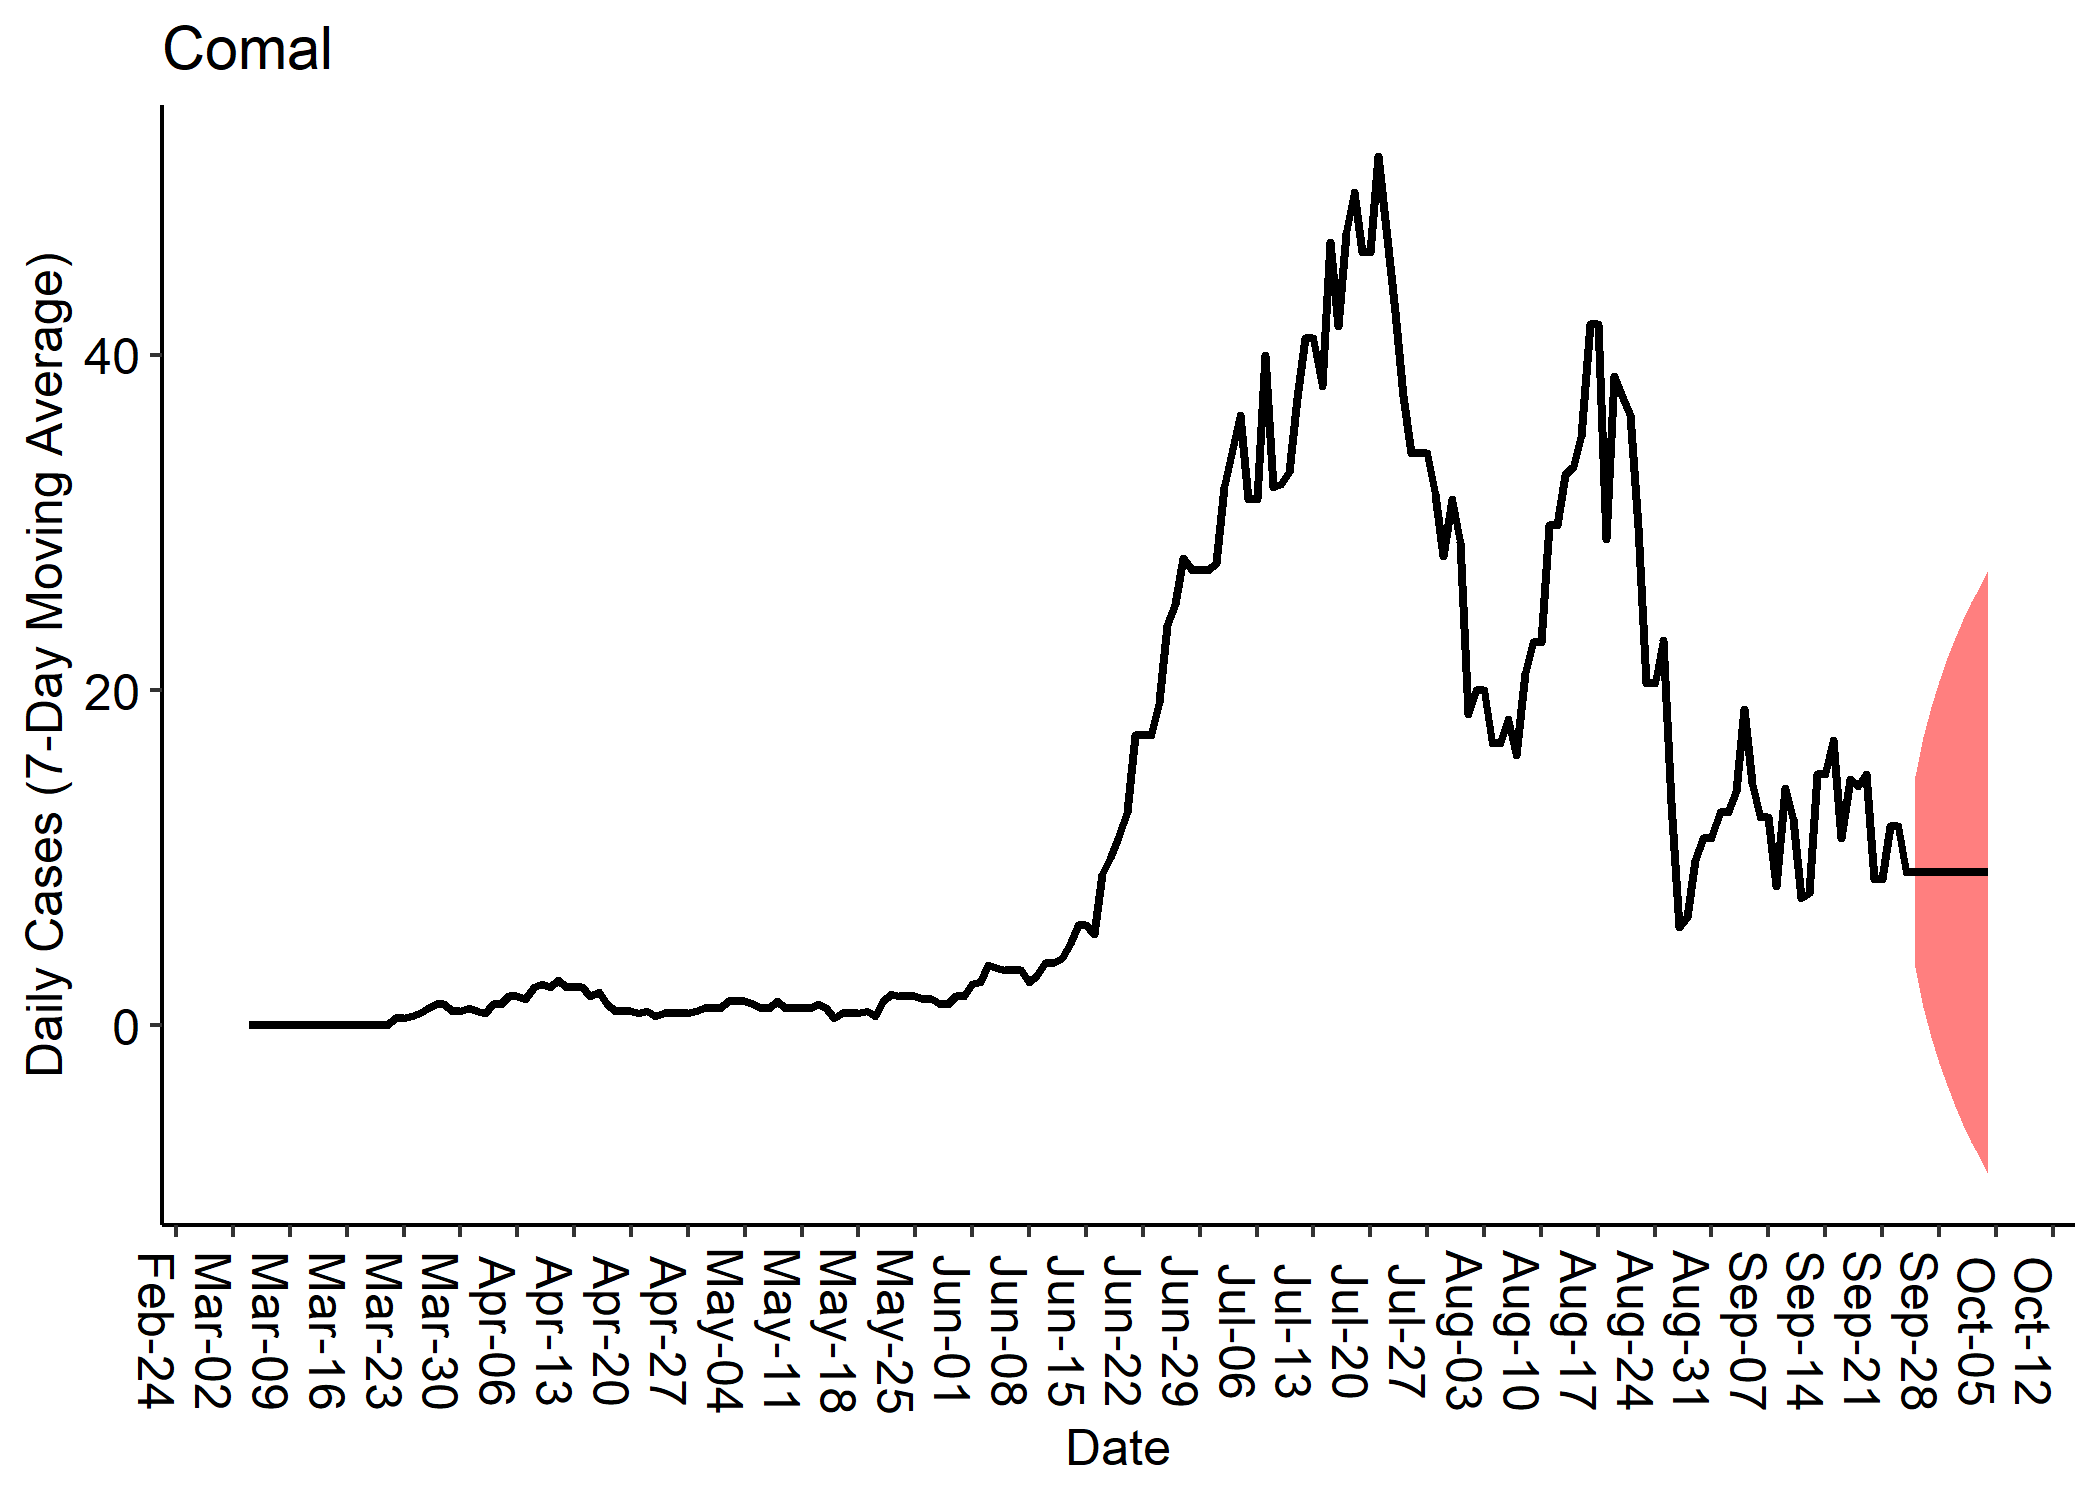 Comal
Daily Cases (7-Day Moving Average)
40
20
0
Feb-24
Mar-02
Mar-09
Mar-16
Mar-23
Mar-30
Apr-06
Apr-13
Apr-20
Apr-27
May-04
May-11
May-18
May-25
Jun-01
Jun-08
Jun-15
Jun-22
Jun-29
Jul-06
Jul-13
Jul-20
Jul-27
Aug-03
Aug-10
Aug-17
Aug-24
Aug-31
Sep-07
Sep-14
Sep-21
Sep-28
Oct-05
Oct-12
Date